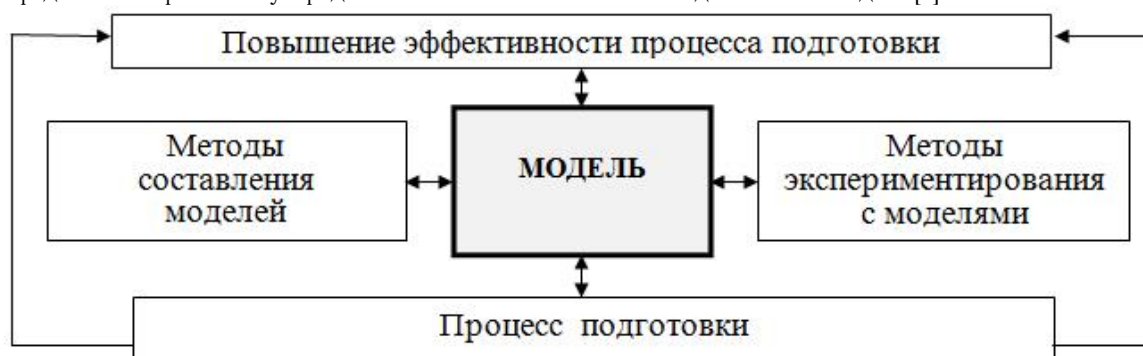 Повышение эффективности процесса подготовки
Методы
составления
моделей
МОДЕЛЬ
Методы
экспериментирования
с моделями
Процесс подготовки